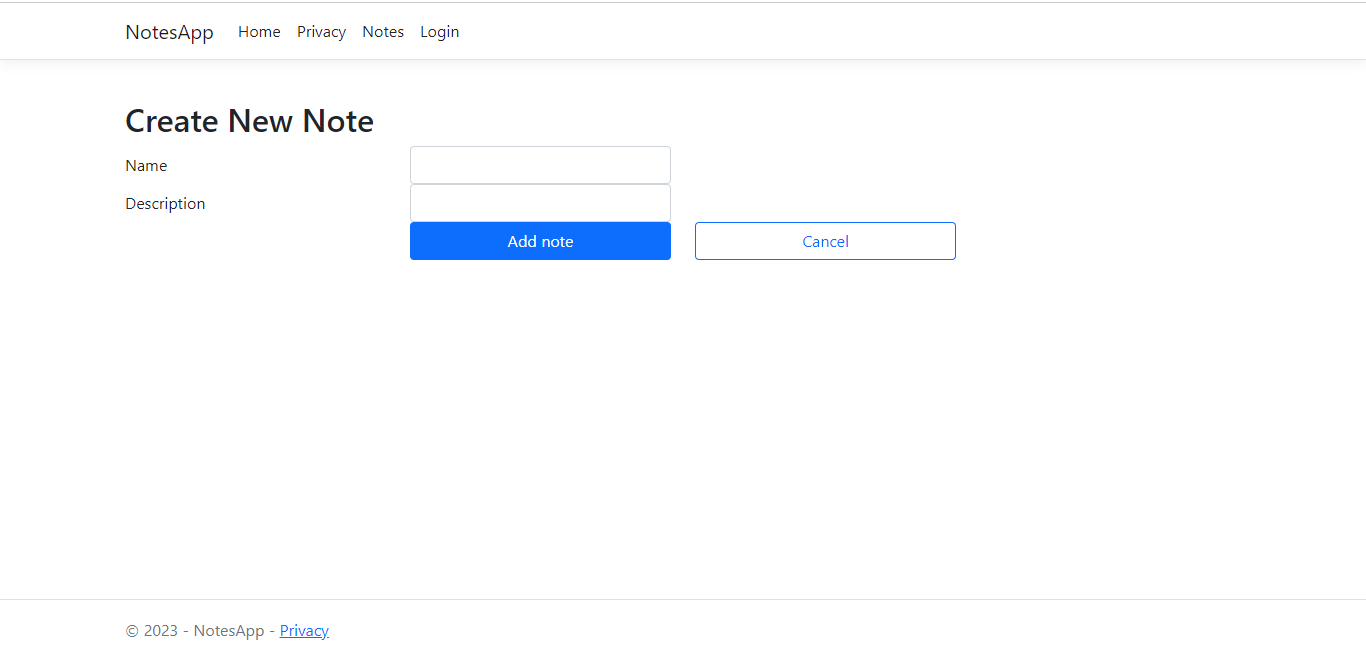 NotesApp Home Privacy Notes Login
Create New Note
Name
Description
Add note Cancel
© 2023 - NotesApp - Privacy